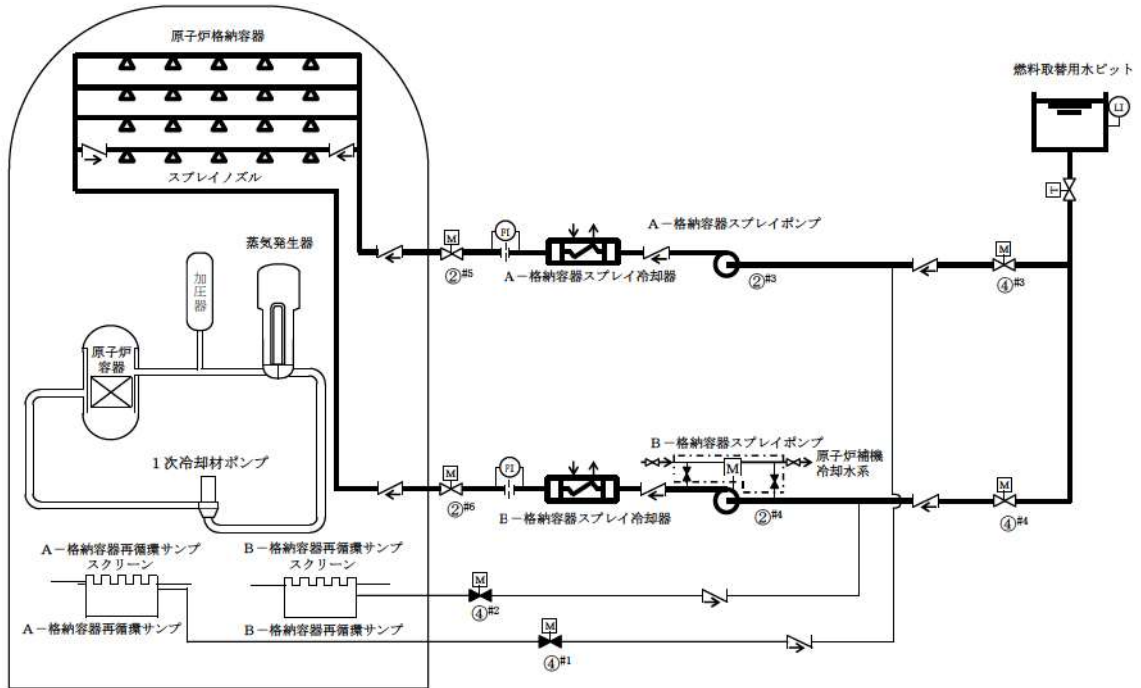 原子炉格納容器
燃料取替用水ピット
LI
スプレイノズル
T
A-格納容器スプレイポンプ
M
FI
M
②#5
A-格納容器スプレイ冷却器
②#3
④#3
蒸気発生器
加圧器
原子炉
容器
1次冷却材ポンプ
B-格納容器スプレイポンプ
原子炉補機
冷却水系
M
M
FI
M
②#6
B-格納容器スプレイ冷却器
②#4
④#4
A-格納容器再循環サンプ
スクリーン
B-格納容器再循環サンプ
スクリーン
M
④#2
A-格納容器再循環サンプ
B-格納容器再循環サンプ
M
④#1